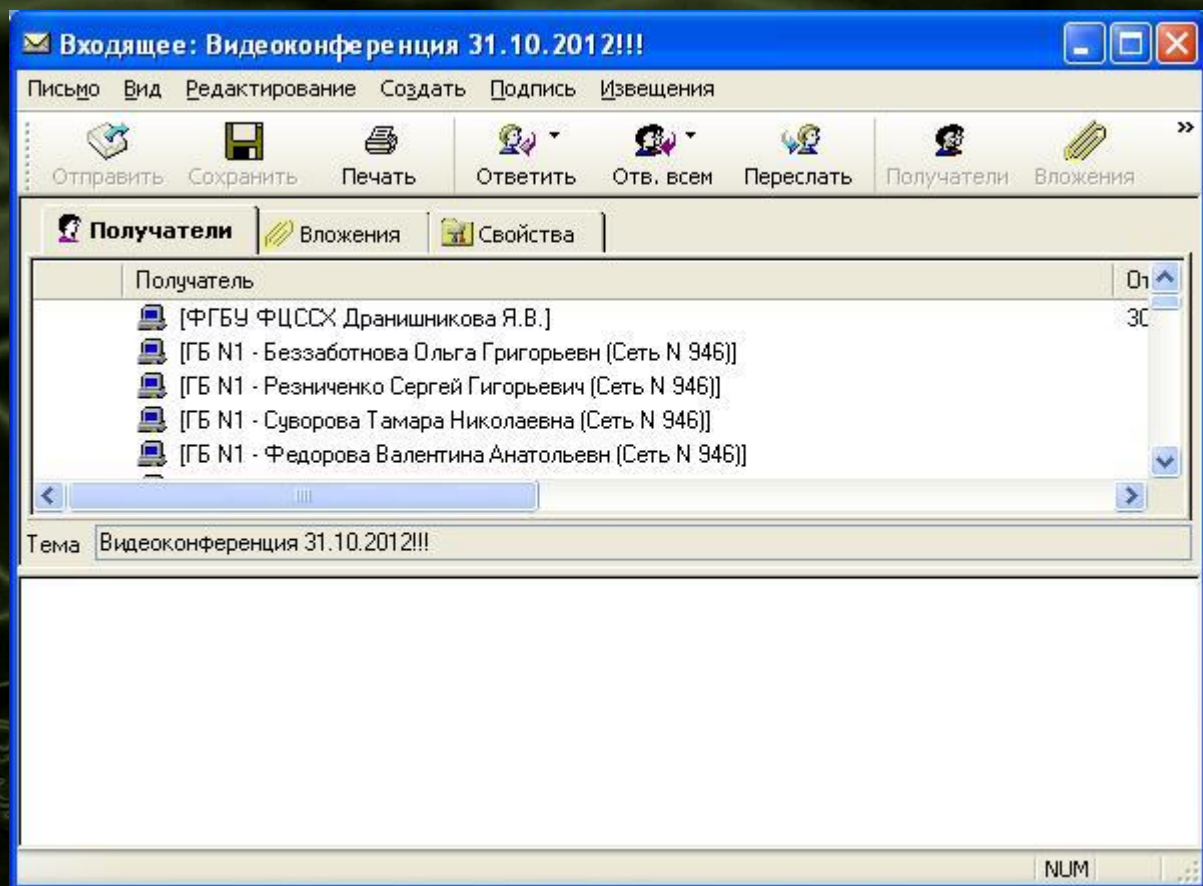 Входящее: Видеоконференция 31.10.2012!!!
Письмо Вид Редактирование Создать Подпись Извещения
Отправить Сохранить Печать Ответить Отв. всем Переслать Получатели Вложения »
Получатели Вложения Свойства
Получатель От
[ФГБУ ФЦССХ Дранишникова Я.В.] 30
[ГБ N1 - Беззаботнова Ольга Григорьевн (Сеть N 946)]
[ГБ N1 - Резниченко Сергей Гигорьевич (Сеть N 946)]
[ГБ N1 - Суворова Тамара Николаевна (Сеть N 946)]
[ГБ N1 - Федорова Валентина Анатольевн (Сеть N 946)]
Тема Видеоконференция 31.10.2012!!!
NUM